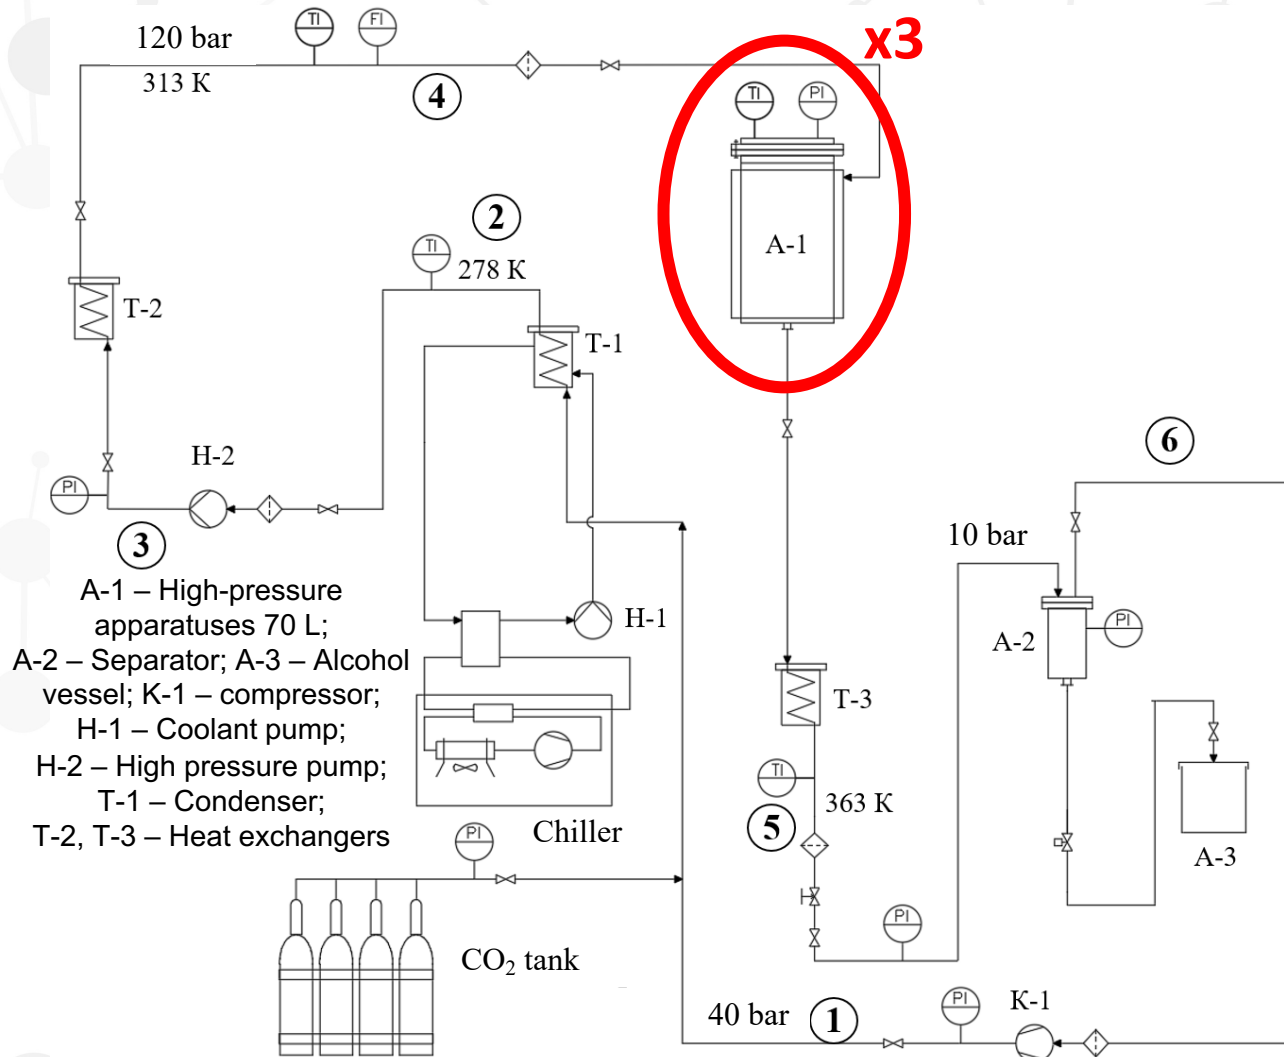 x3
TI
FI
120 bar
313 K
4
TI
PI
A-1
2
TI
278 K
T-2
T-1
6
H-2
PI
10 bar
3
A-1 – High-pressure
apparatuses 70 L;
A-2 – Separator; A-3 – Alcohol
vessel; K-1 – compressor;
H-1 – Coolant pump;
H-2 – High pressure pump;
T-1 – Condenser;
T-2, T-3 – Heat exchangers
H-1
PI
A-2
T-3
TI
363 K
5
Chiller
PI
A-3
PI
CO₂ tank
PI
K-1
40 bar
1